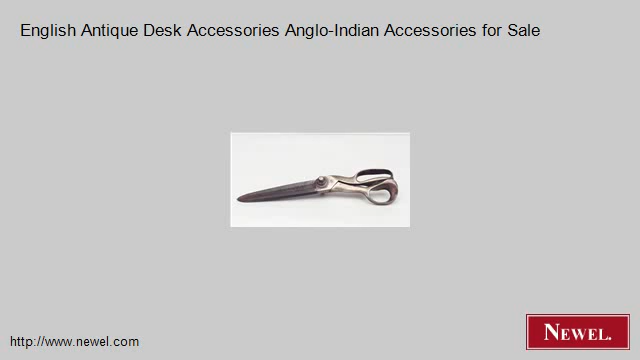 English Antique Desk Accessories Anglo-Indian Accessories for Sale
NEWEL.
http://www.newel.com